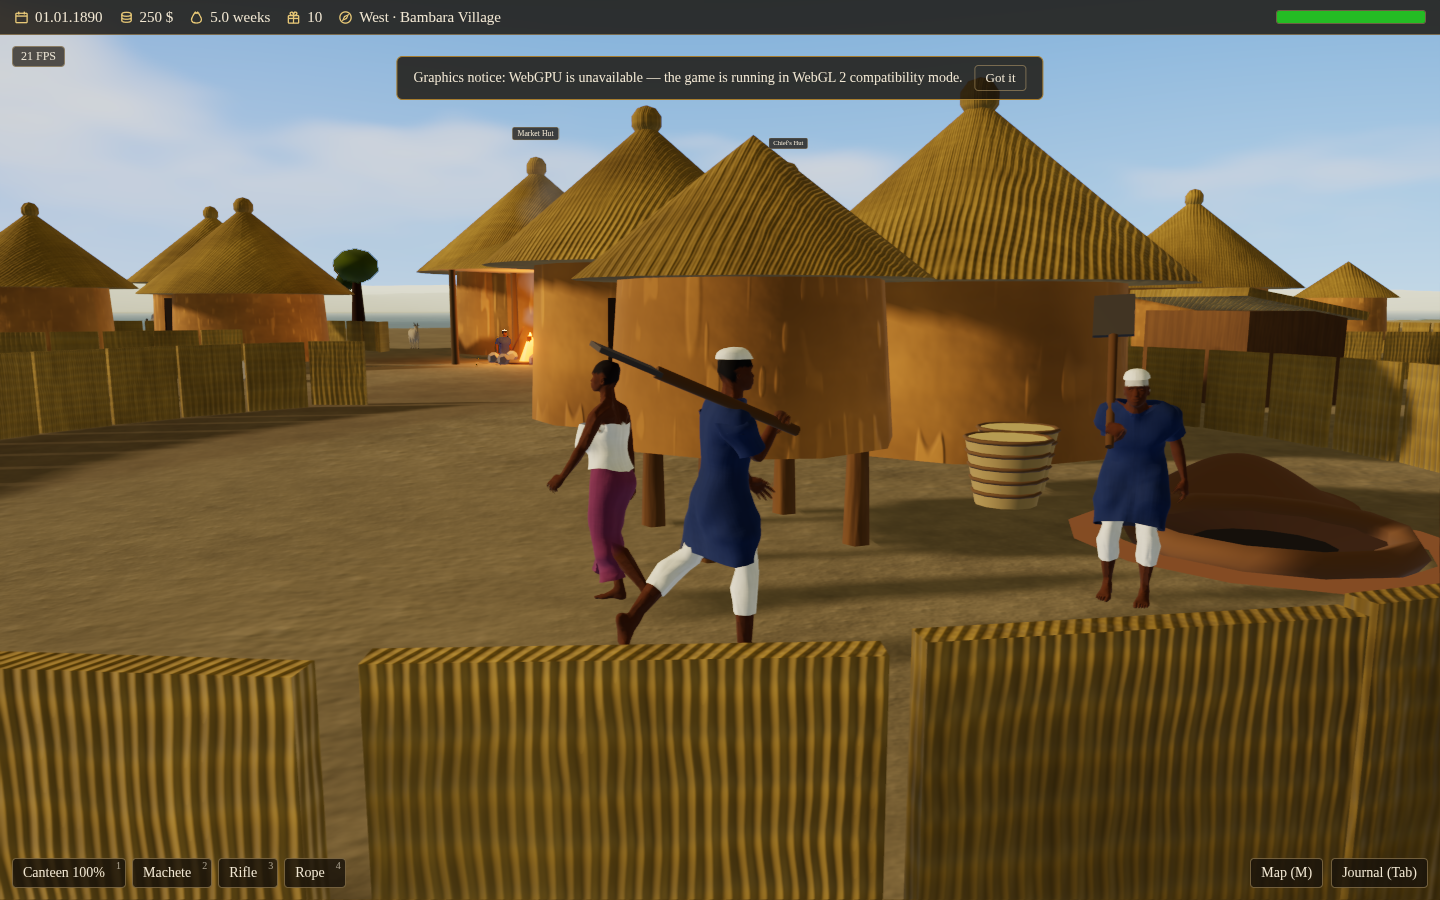 01.01.1890
250 $
5.0 weeks
10
West · Bambara Village
21 FPS
Graphics notice: WebGPU is unavailable — the game is running in WebGL 2 compatibility mode.
Got it
Market Hut
Chief's Hut
Canteen 100% 1
Machete 2
Rifle 3
Rope 4
Map (M)
Journal (Tab)